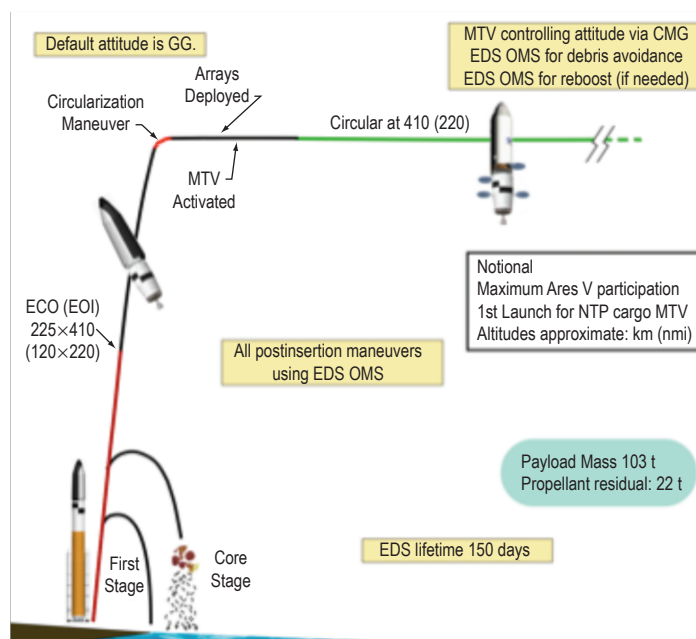 Default attitude is GG.
MTV controlling attitude via CMG
EDS OMS for debris avoidance
EDS OMS for reboost (if needed)
Arrays
Deployed
Circularization
Maneuver
Circular at 410 (220)
MTV
Activated
Notional
Maximum Ares V participation
1st Launch for NTP cargo MTV
Altitudes approximate: km (nmi)
ECO (EOI)
225×410
(120×220)
All postinsertion maneuvers
using EDS OMS
Payload Mass 103 t
Propellant residual: 22 t
EDS lifetime 150 days
First
Stage
Core
Stage